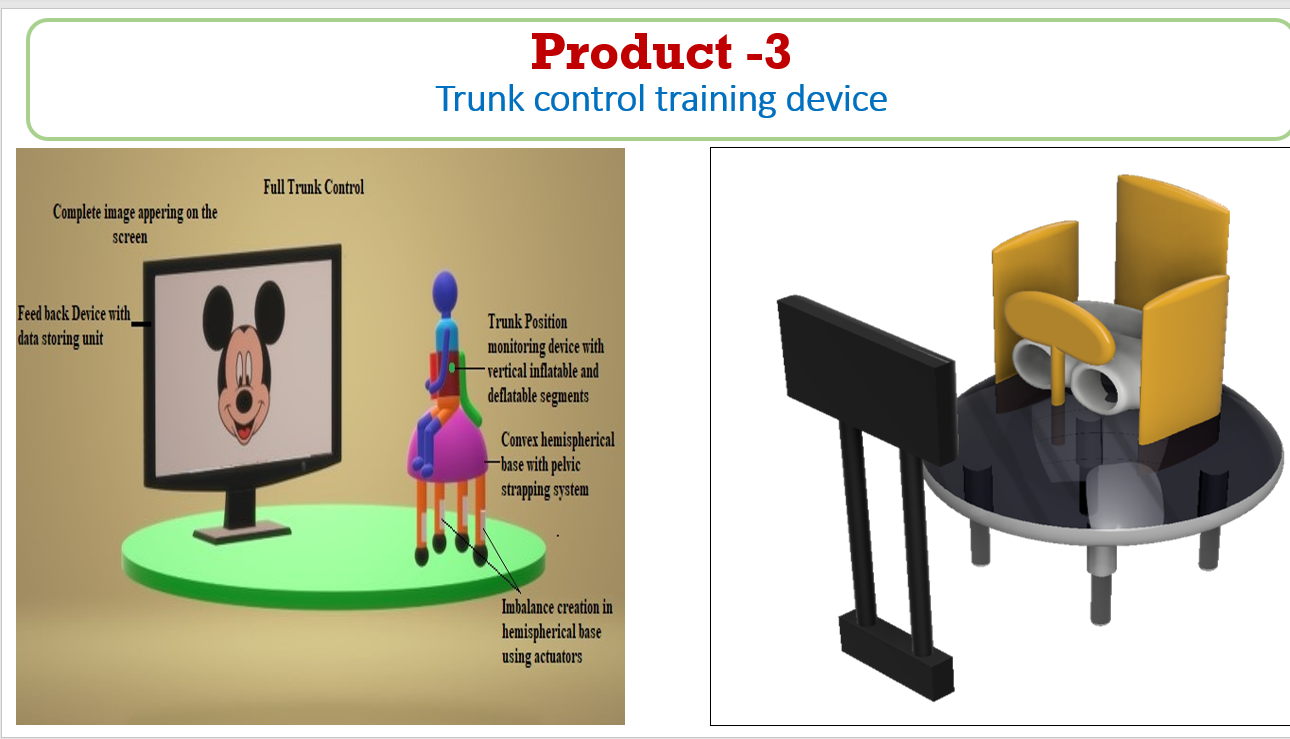 Product -3
Trunk control training device
Full Trunk Control
Complete image appering on the
screen
Feed back Device with
data storing unit
Trunk Position
monitoring device with
vertical inflatable and
deflatable segments
Convex hemispherical
base with pelvic
strapping system
Imbalance creation in
hemispherical base
using actuators